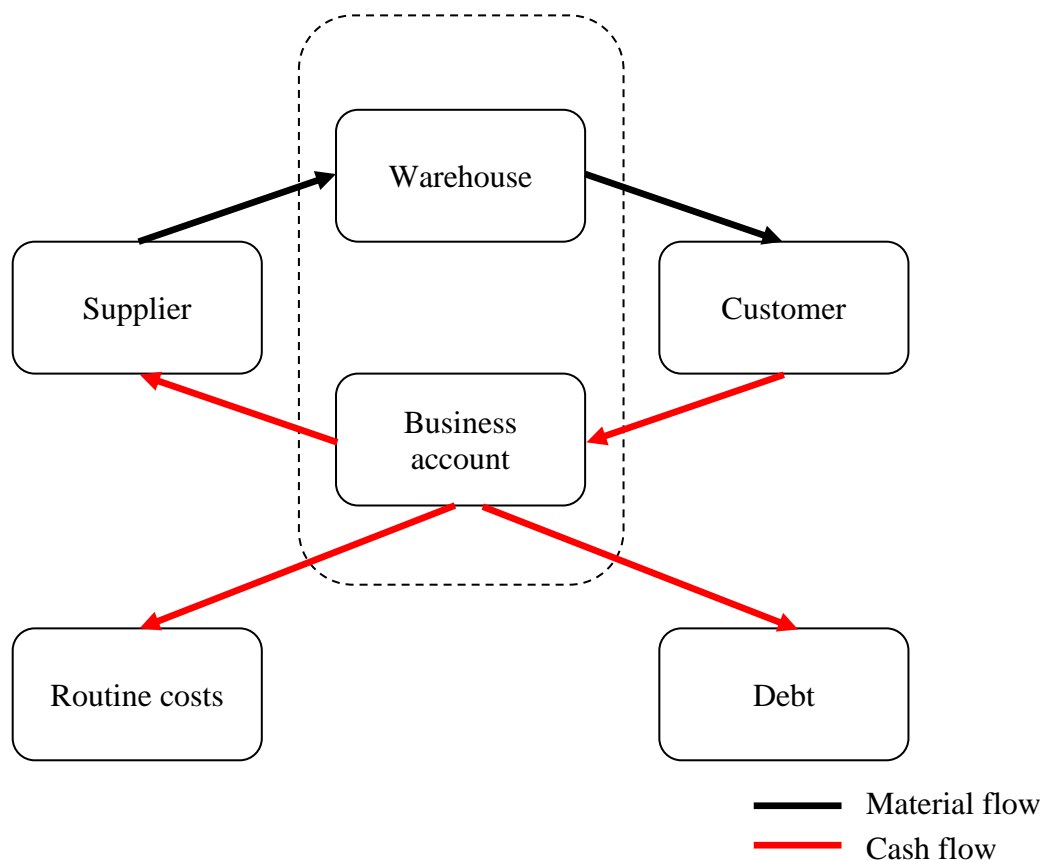 Warehouse
Supplier
Customer
Business
account
Routine costs
Debt
Material flow
Cash flow